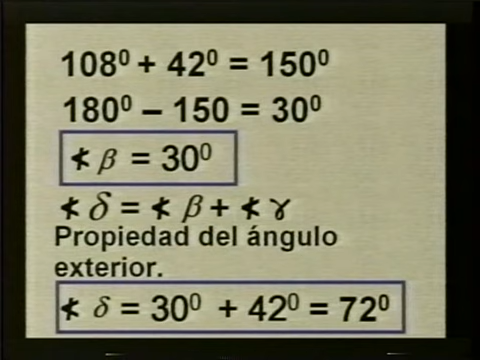 108⁰ + 42⁰ = 150⁰
180⁰ – 150 = 30⁰
∢ β = 30⁰
∢ δ = ∢ β + ∢ γ
Propiedad del ángulo
exterior.
∢ δ = 30⁰ + 42⁰ = 72⁰